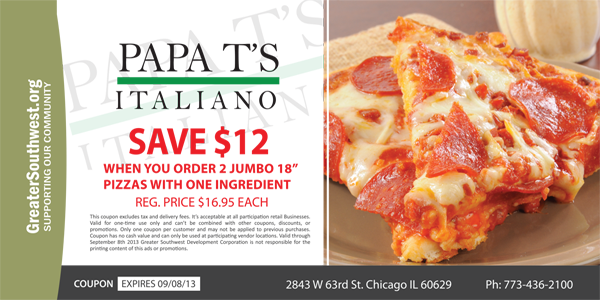 GreaterSouthwest.org
SUPPORTING OUR COMMUNITY
PAPA T'S
ITALIANO
PAPA T'S
ITALIANO
SAVE $12
WHEN YOU ORDER 2 JUMBO 18”
PIZZAS WITH ONE INGREDIENT
REG. PRICE $16.95 EACH
This coupon excludes tax and delivery fees. It's acceptable at all participation retail Businesses.
Valid for one-time use only and can't be combined with other coupons, discounts, or
promotions. Only one coupon per customer and may not be applied to previous purchases.
Coupon has no cash value and can only be used at participating vendor locations. Valid through
September 8th 2013 Greater Southwest Development Corporation is not responsible for the
printing content of this ads or promotions.
COUPON EXPIRES 09/08/13
2843 W 63rd St. Chicago IL 60629 Ph: 773-436-2100